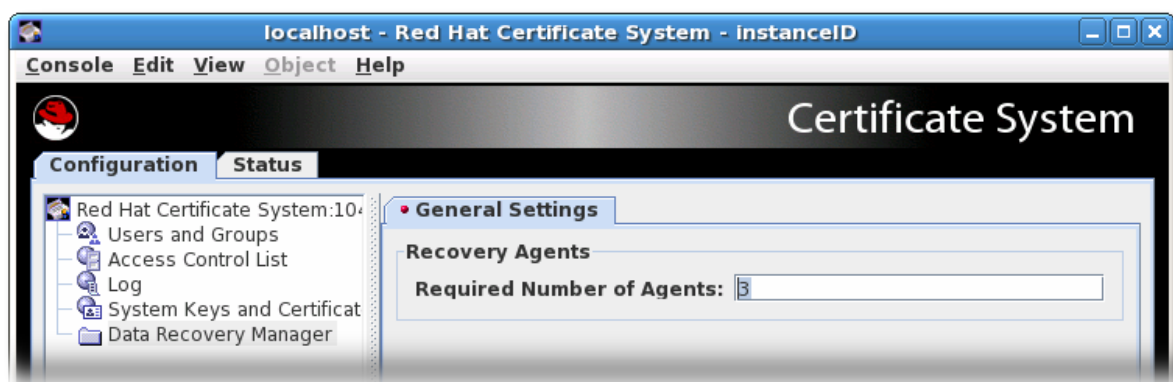 localhost - Red Hat Certificate System - instanceID
Console Edit View Object Help
Certificate System
Configuration Status
Red Hat Certificate System:104
Users and Groups
Access Control List
Log
System Keys and Certificat
Data Recovery Manager
General Settings
Recovery Agents
Required Number of Agents: 3